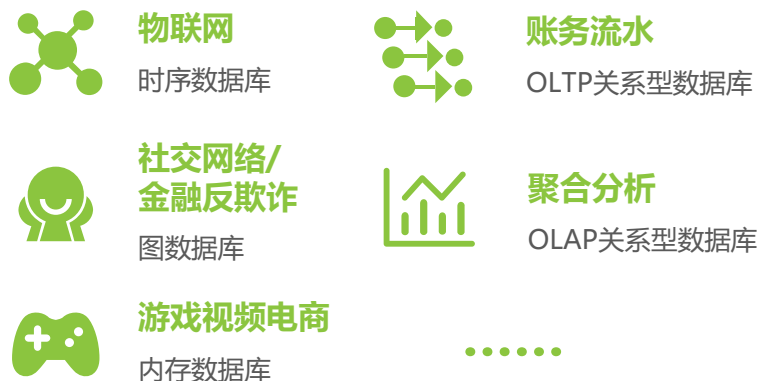 物联网
时序数据库
账务流水
OLTP关系型数据库
社交网络/
金融反欺诈
图数据库
聚合分析
OLAP关系型数据库
游戏视频电商
内存数据库
······